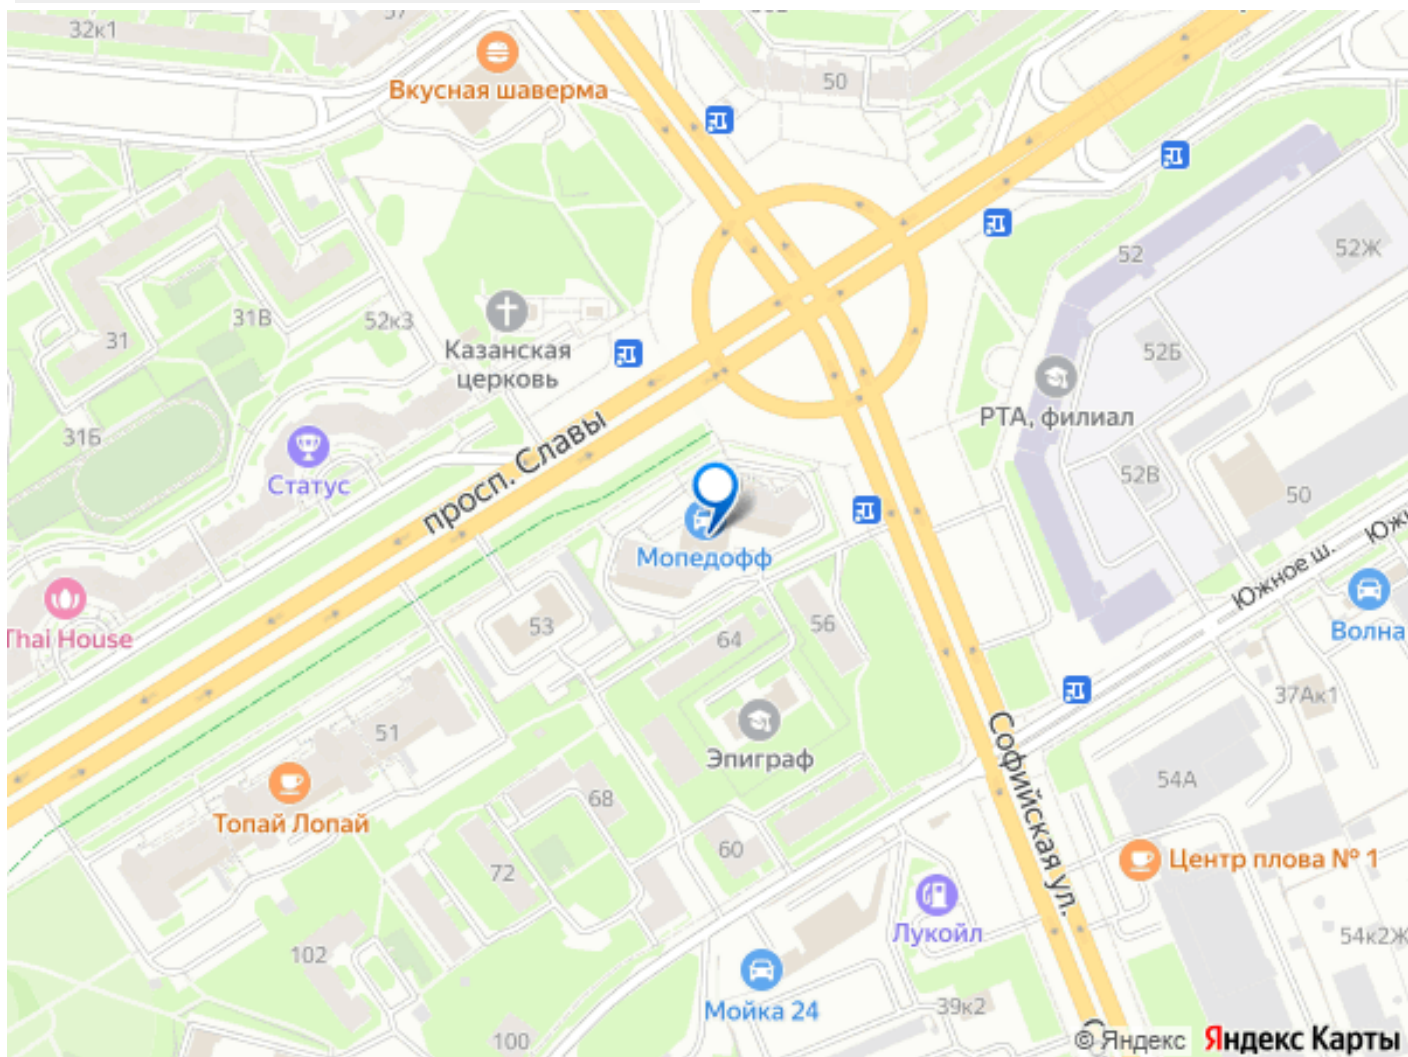 32к1
50
Вкусная шаверма
52
52Ж
31В
52к3
31
52Б
Казанская
церковь
РТА, филиал
просп. Славы
31Б
Статус
52В
50
Мопедофф
Южное ш.
Thai House
53
64
56
Волна
37Ак1
51
Эпиграф
Софийская ул.
54А
Топай Лопай
68
60
72
Центр плова № 1
Лукойл
102
54к2Ж
Мойка 24
39к2
100
© Яндекс Яндекс Карты